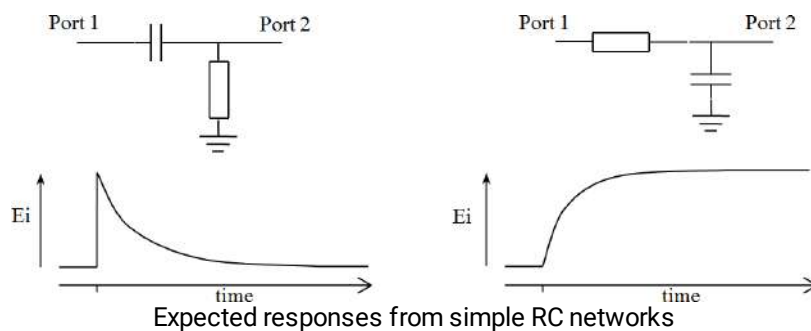 Port 1 Port 2
Port 1 Port 2
Ei
time
Ei
time
Expected responses from simple RC networks